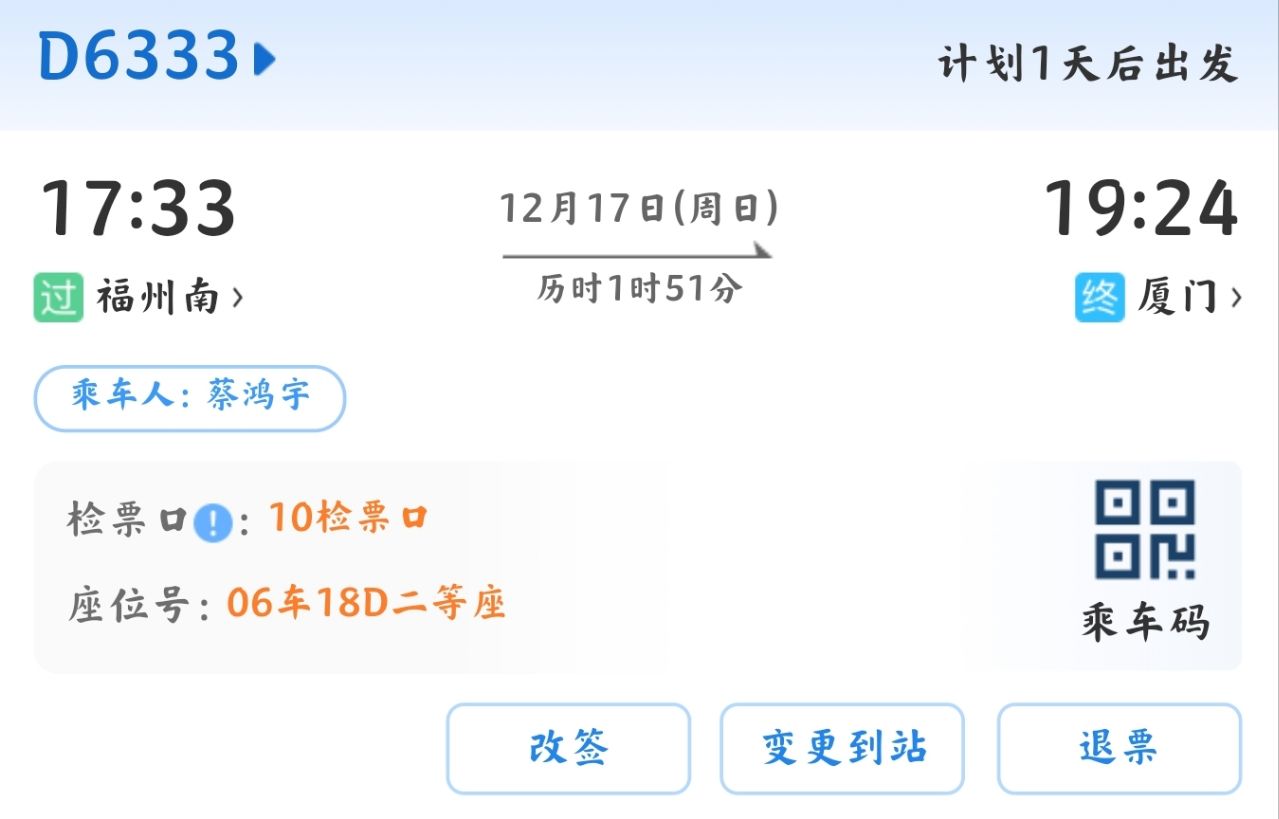 D6333
计划1天后出发
17:33
12月17日(周日)
19:24
历时1时51分
过 福州南
终 厦门
乘车人: 蔡鸿宇
检票口!: 10检票口
座位号: 06车18D二等座
乘车码
改签
变更到站
退票